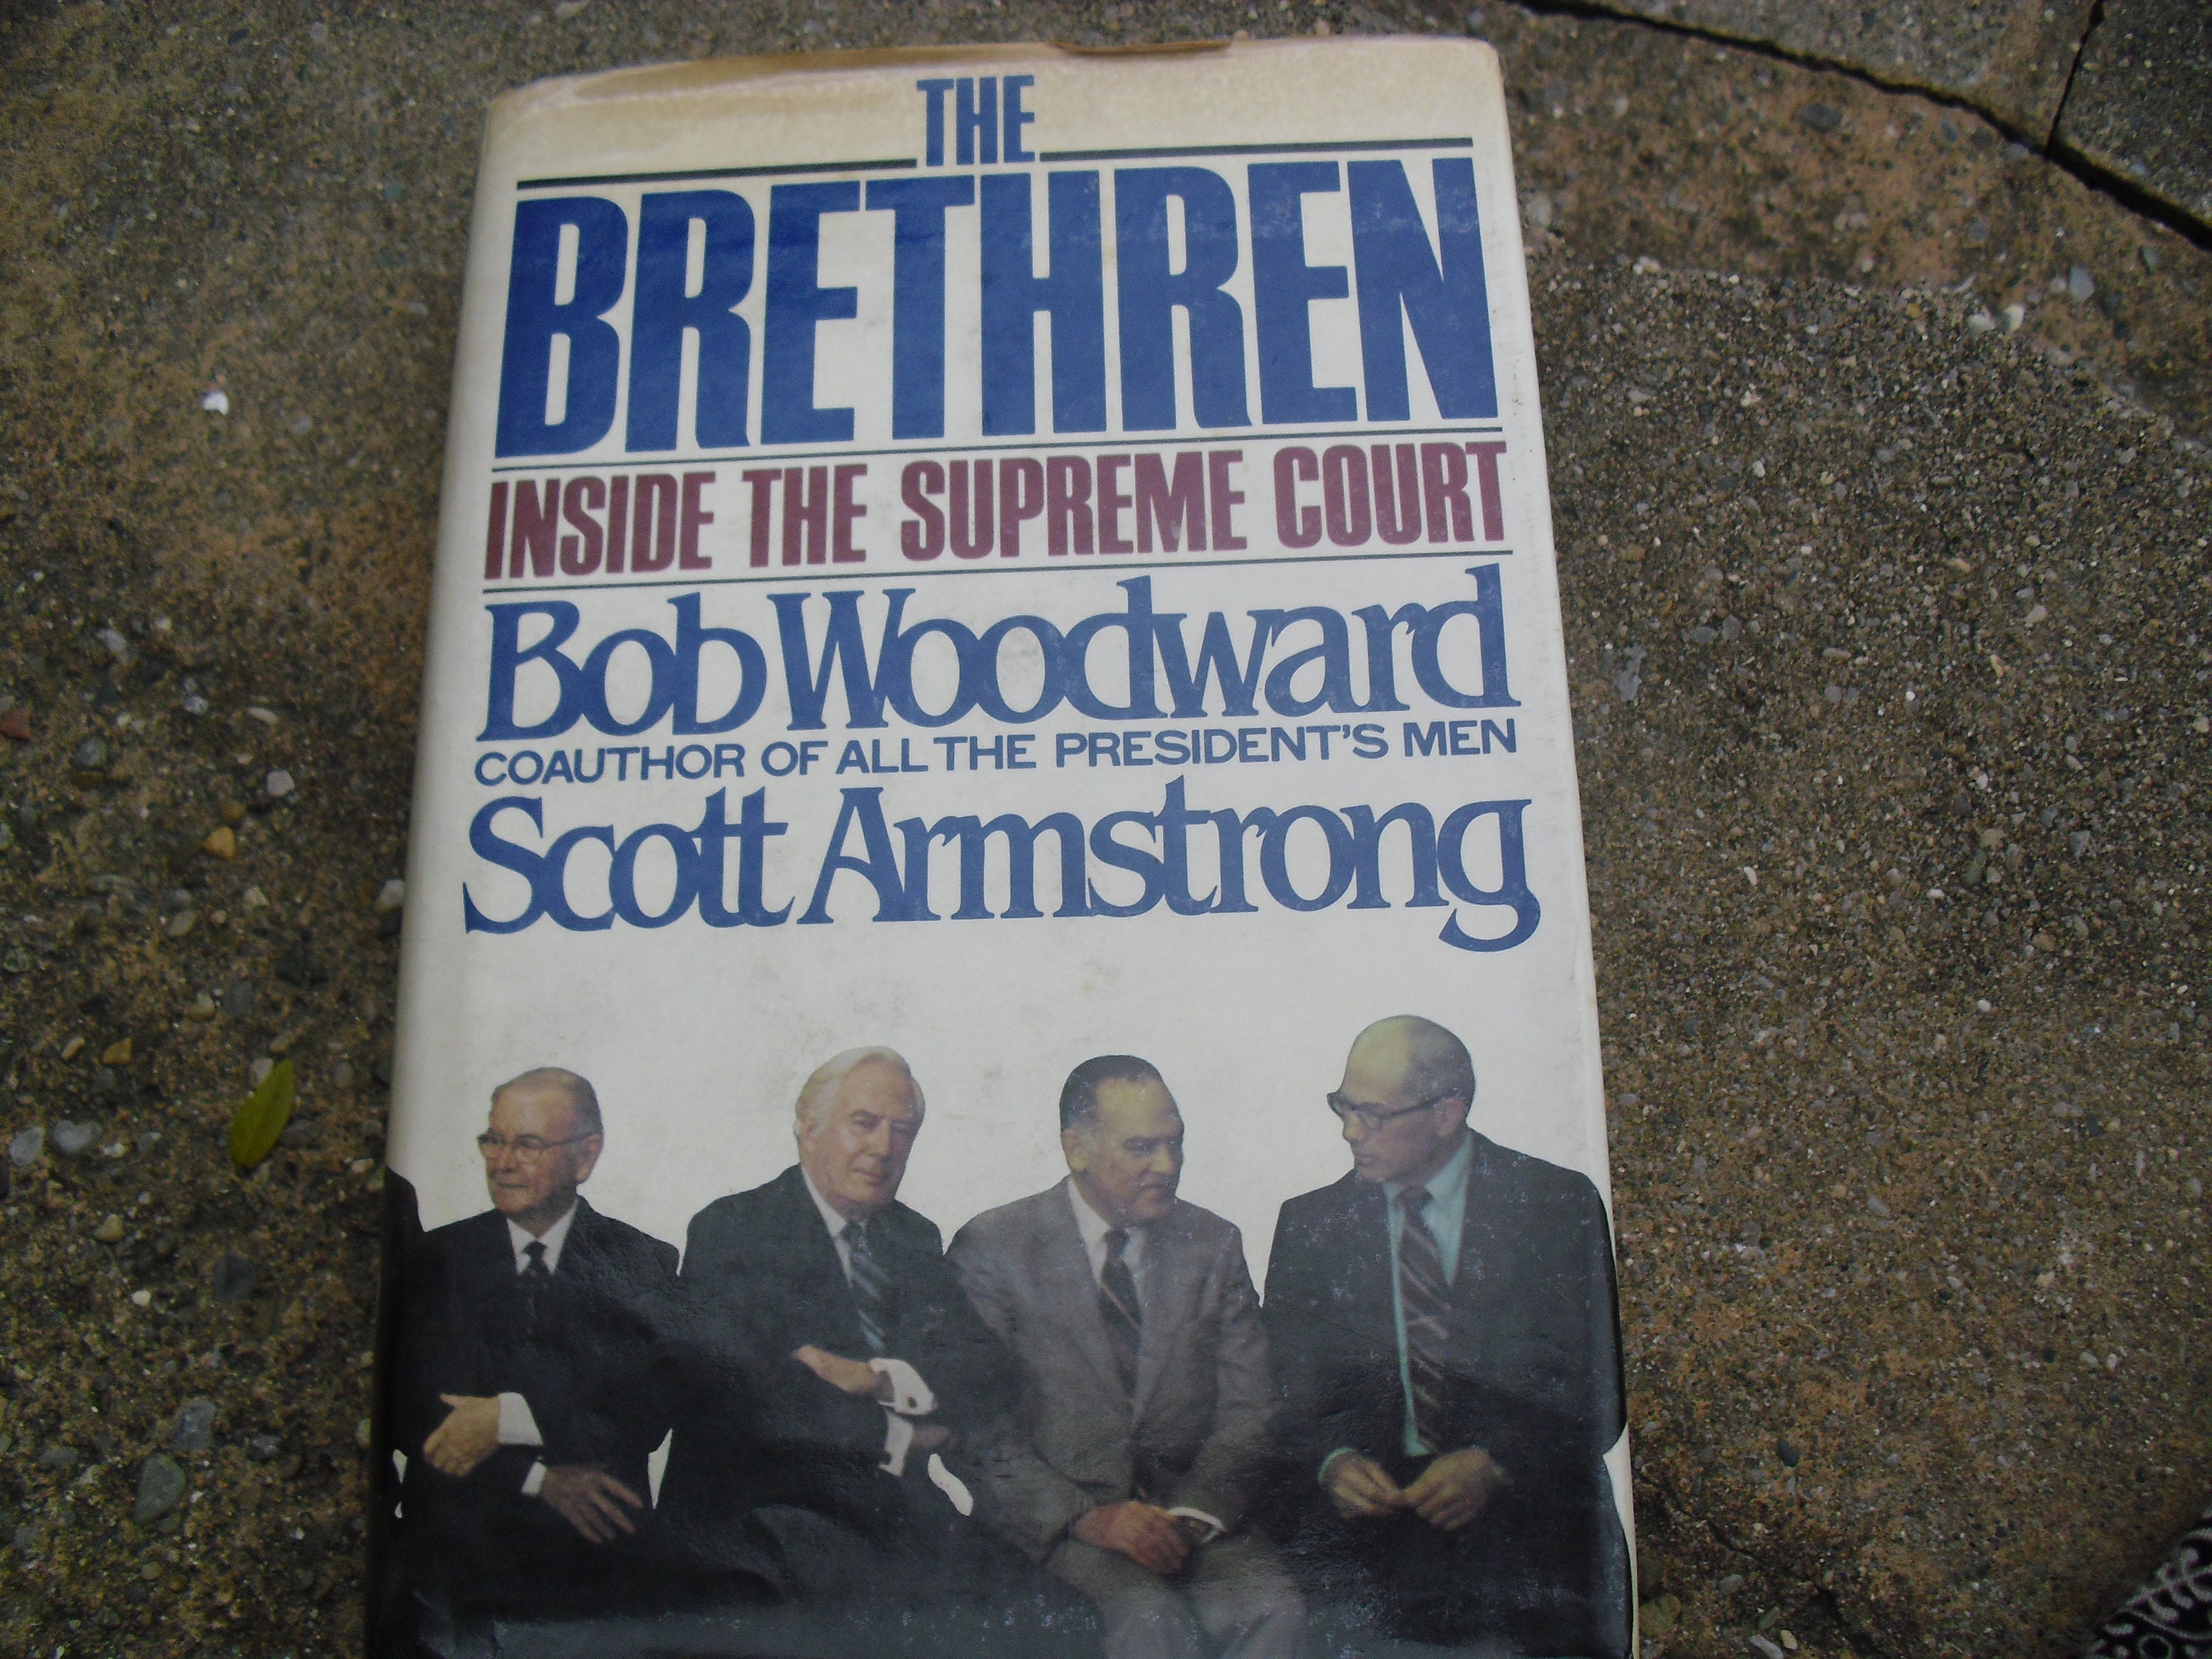 THE
BRETHREN
INSIDE THE SUPREME COURT
Bob Woodward
COAUTHOR OF ALL THE PRESIDENT'S MEN
Scott Armstrong